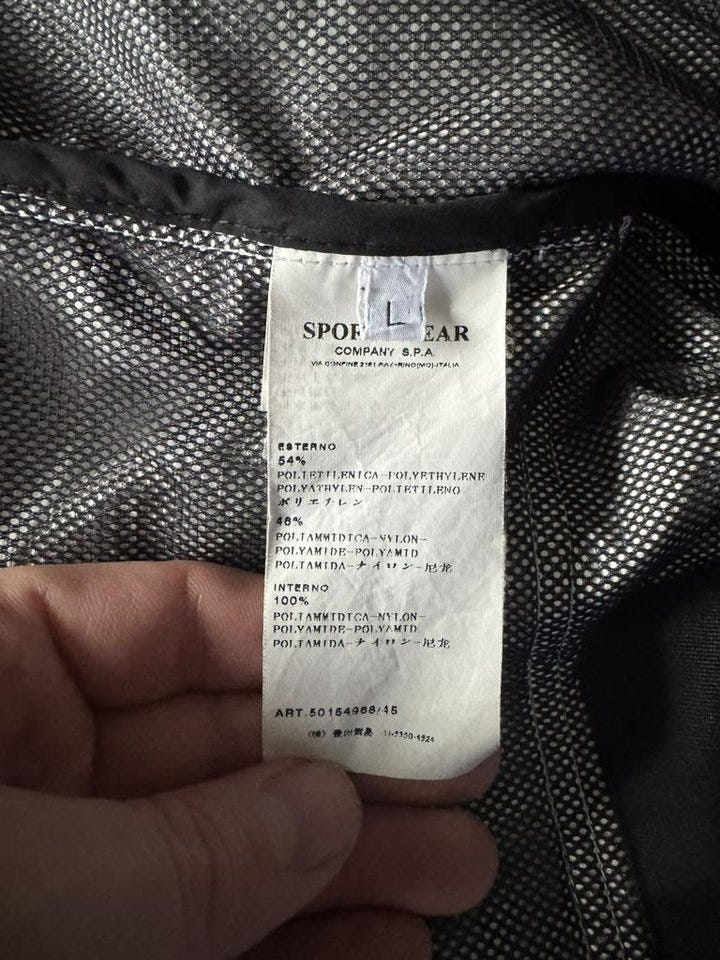 L
SPOR EAR
COMPANY S.P.A.
ESTERNO
54%
POLIETILENICA-POLYETHYLENE
POLYATHYLEN-POLIETILENO
ポリエチレン
46%
POLIAMMIDICA-NYLON-
POLYAMIDE-POLYAMID
POLIAMIDA-ナイロン-尼龙
INTERNO
100%
POLIAMMIDICA-NYLON-
POLYAMIDE-POLYAMID
POLIAMIDA-ナイロン-尼龙
ART.50154966/45
(株)